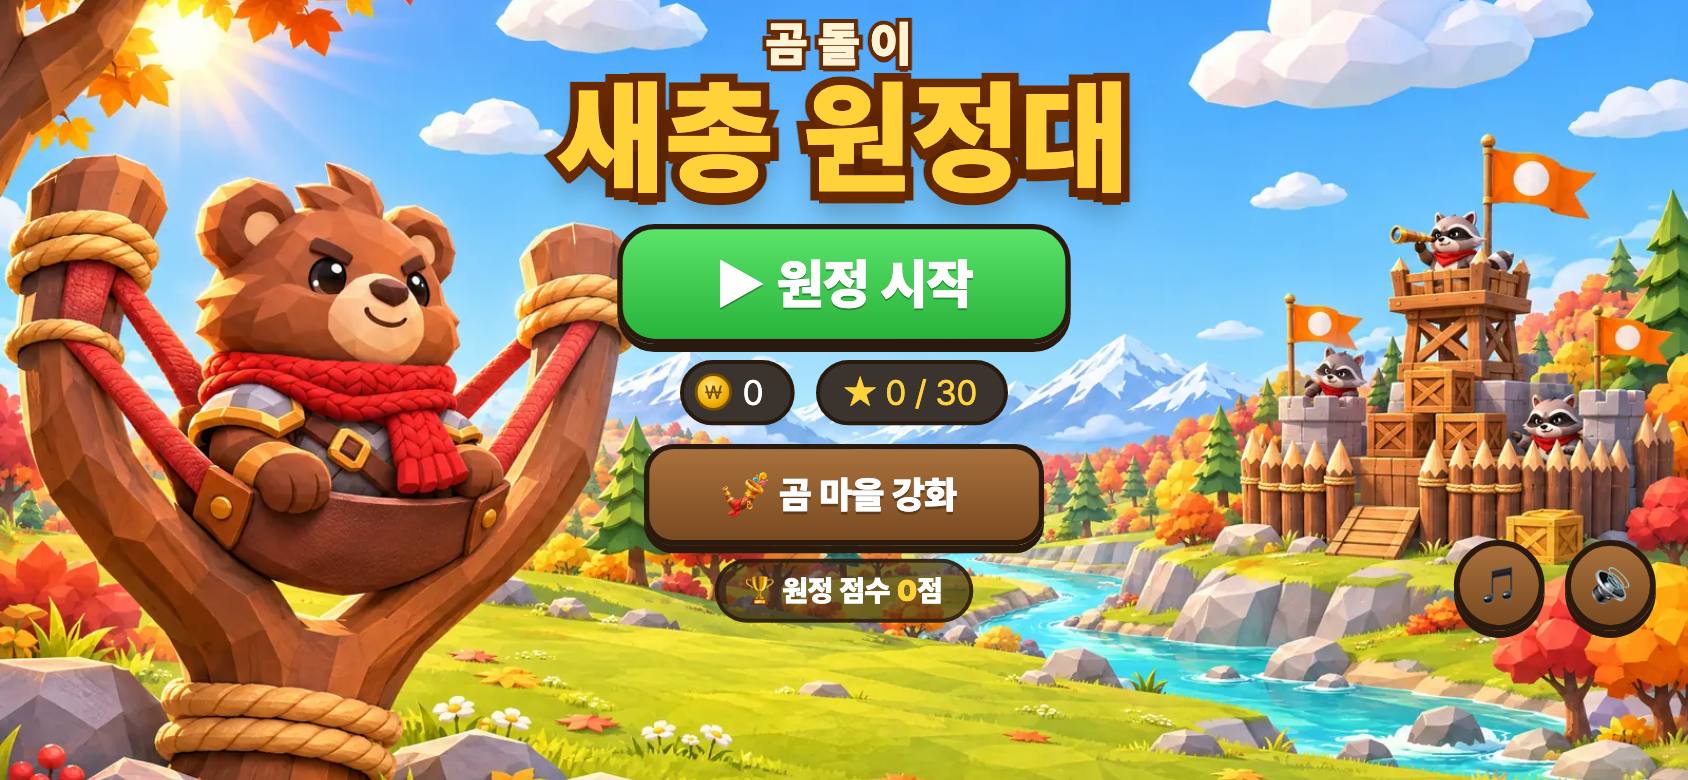 곰돌이
새총 원정대
▶ 원정 시작
₩ 0
★ 0 / 30
곰 마을 강화
원정 점수 0점